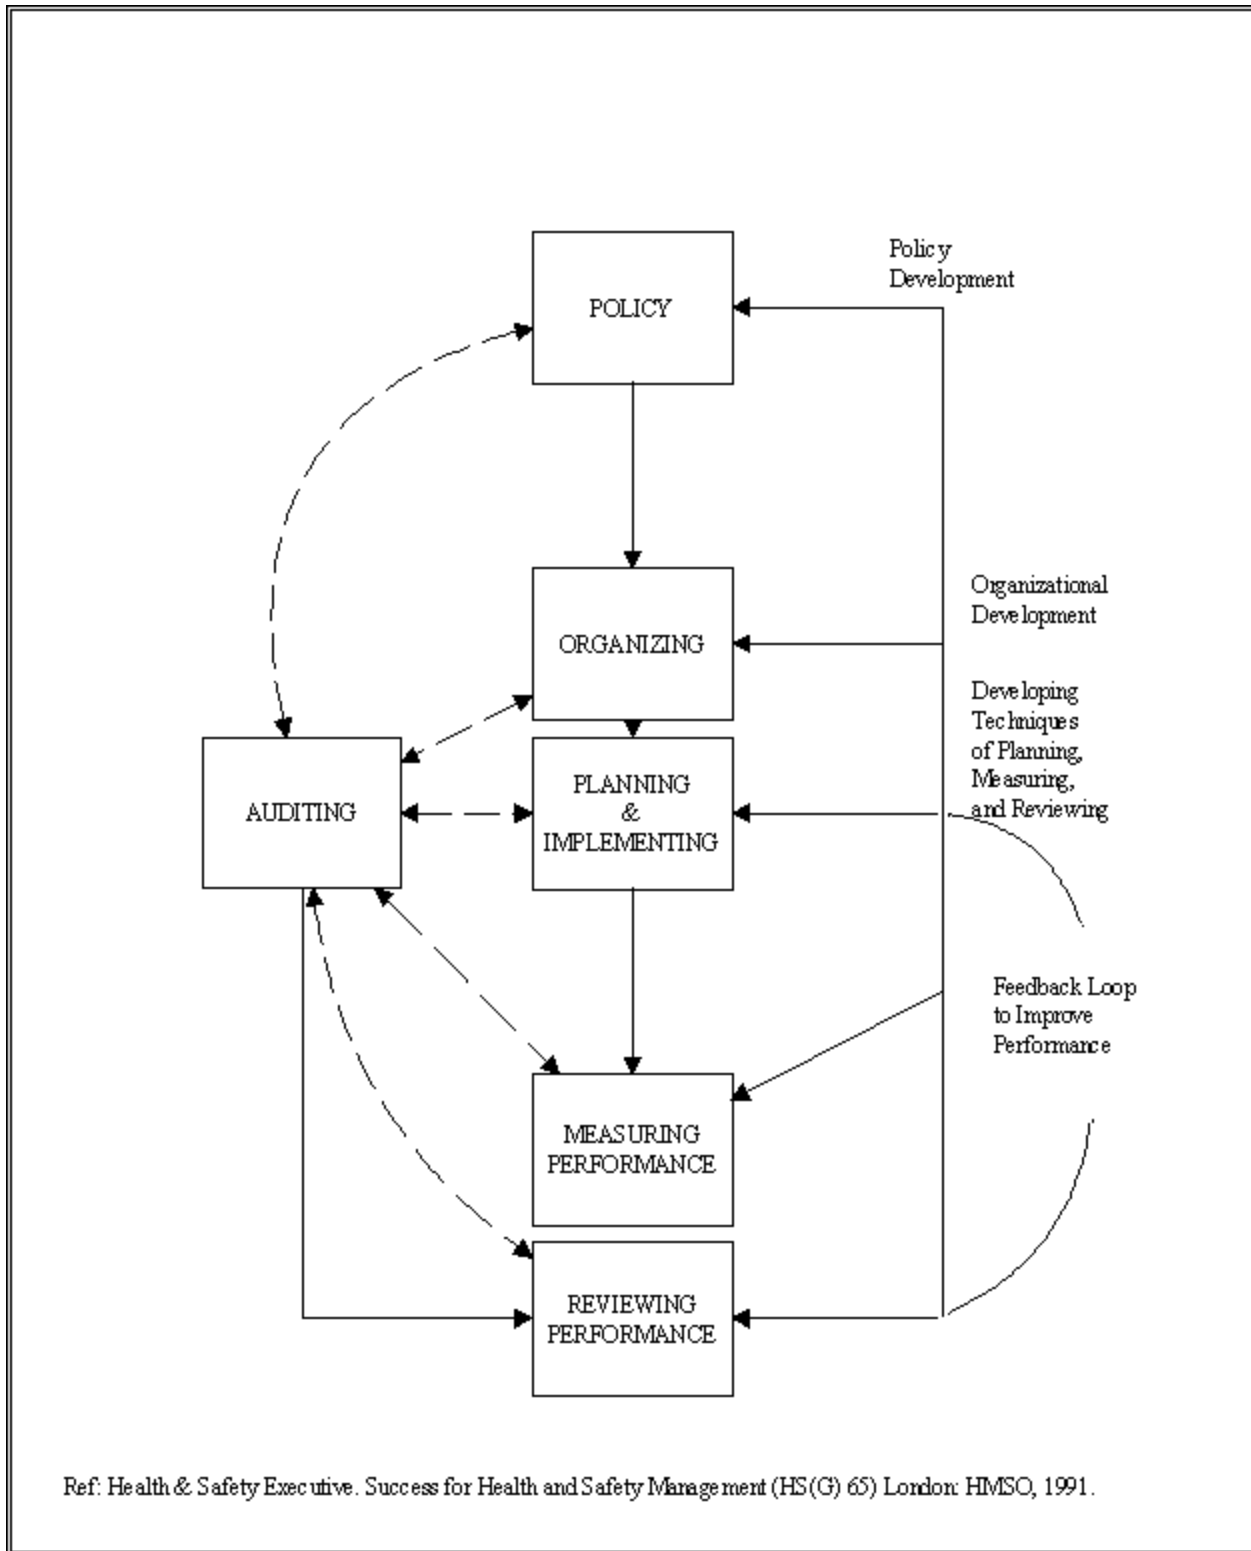 POLICY
Policy
Development
ORGANIZING
Organizational
Development
Developing
Techniques
of Planning,
Measuring,
and Reviewing
AUDITING
PLANNING
&
IMPLEMENTING
Feedback Loop
to Improve
Performance
MEASURING
PERFORMANCE
REVIEWING
PERFORMANCE
Ref: Health & Safety Executive. Success for Health and Safety Management (HS(G) 65) London: HMSO, 1991.